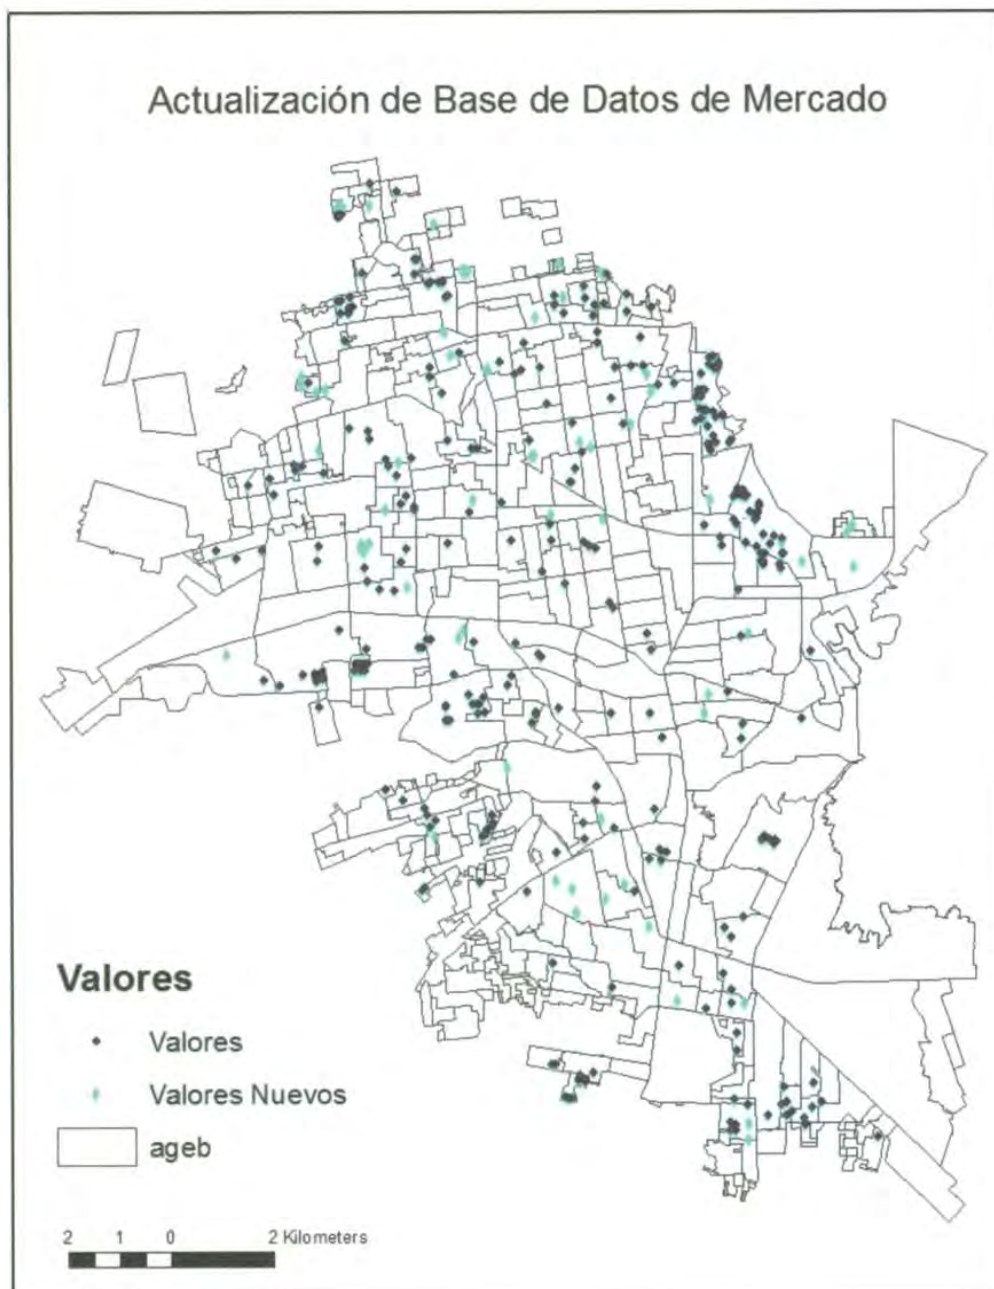 Actualización de Base de Datos de Mercado
Valores
Valores
Valores Nuevos
ageb
2 1 0 2 Kilometers